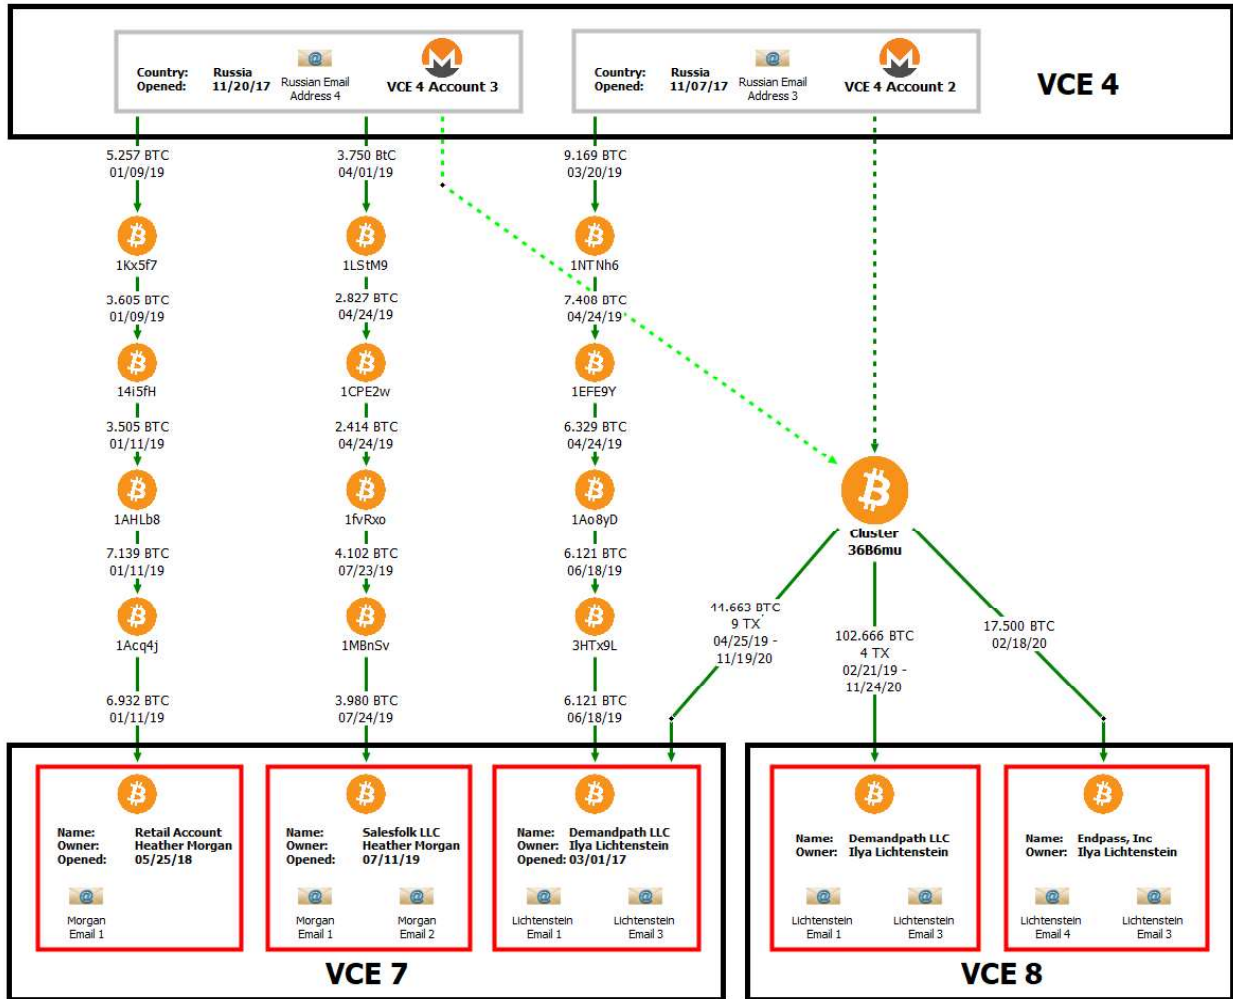 Country: Russia
Opened: 11/20/17
Russian Email
Address 4
VCE 4 Account 3
Country: Russia
Opened: 11/07/17
Russian Email
Address 3
VCE 4 Account 2
VCE 4
5.257 BTC
01/09/19
3.750 BtC
04/01/19
9.169 BTC
03/20/19
1Kx5f7
1LStM9
1NTNh6
3.605 BTC
01/09/19
2.827 BTC
04/24/19
7.408 BTC
04/24/19
14i5fH
1CPE2w
1EFE9Y
3.505 BTC
01/11/19
2.414 BTC
04/24/19
6.329 BTC
04/24/19
1AHLb8
1fvRxo
1Ao8yD
Cluster
36B6mu
7.139 BTC
01/11/19
4.102 BTC
07/23/19
6.121 BTC
06/18/19
1Acq4j
1MBnSv
3HTx9L
44.663 BTC
9 TX
04/25/19 -
11/19/20
102.666 BTC
4 TX
02/21/19 -
11/24/20
17.500 BTC
02/18/20
6.932 BTC
01/11/19
3.980 BTC
07/24/19
6.121 BTC
06/18/19
Name: Retail Account
Owner: Heather Morgan
Opened: 05/25/18
Morgan
Email 1
Name: Salesfolk LLC
Owner: Heather Morgan
Opened: 07/11/19
Morgan
Email 1
Morgan
Email 2
Name: Demandpath LLC
Owner: Ilya Lichtenstein
Opened: 03/01/17
Lichtenstein
Email 1
Lichtenstein
Email 3
VCE 7
Name: Demandpath LLC
Owner: Ilya Lichtenstein
Lichtenstein
Email 1
Lichtenstein
Email 3
Name: Endpass, Inc
Owner: Ilya Lichtenstein
Lichtenstein
Email 4
Lichtenstein
Email 3
VCE 8